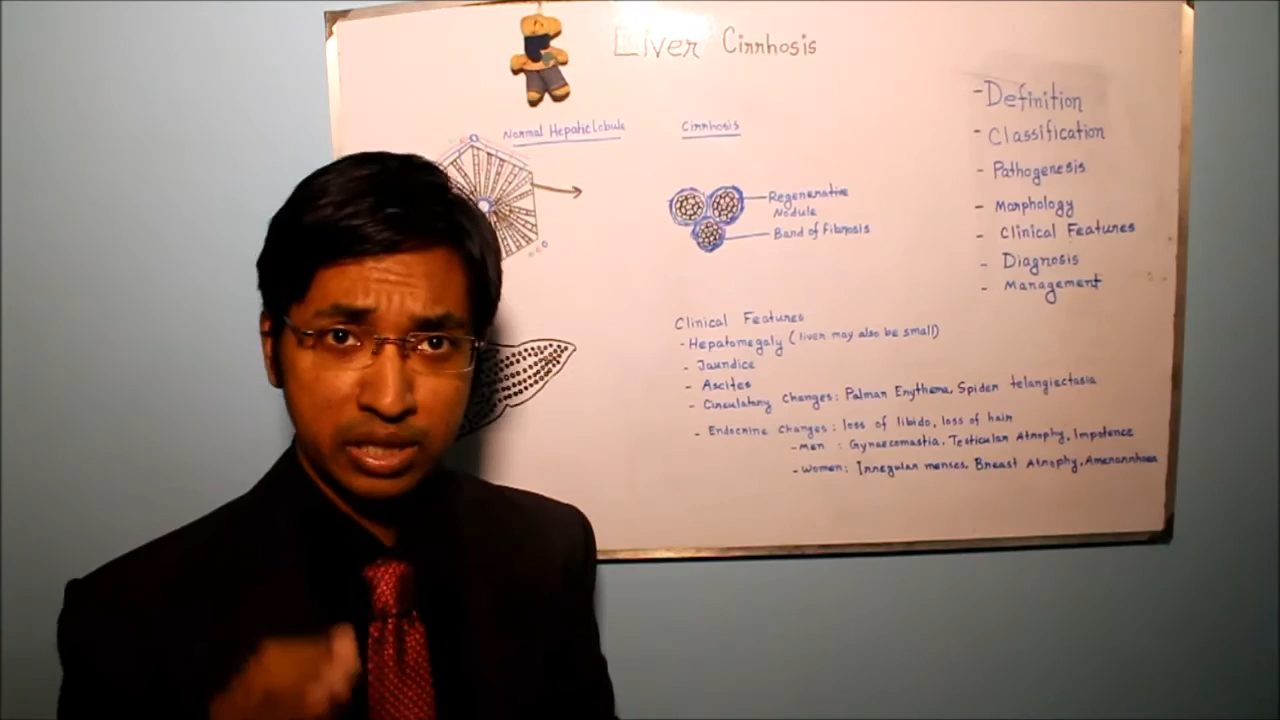 Liver Cirrhosis
Normal Hepatic Lobule
Cirrhosis
Regenerative
Nodule
Band of Fibrosis
- Definition
- Classification
- Pathogenesis
- Morphology
- Clinical Features
- Diagnosis
- Management
Clinical Features
- Hepatomegaly (liver may also be small)
- Jaundice
- Ascites
- Circulatory changes: Palmar Erythema, Spider telangiectasia
- Endocrine changes: loss of libido, loss of hair
- Men : Gynaecomastia, Testicular Atrophy, Impotence
- Women: Irregular menses, Breast Atrophy, Amenorrhoea